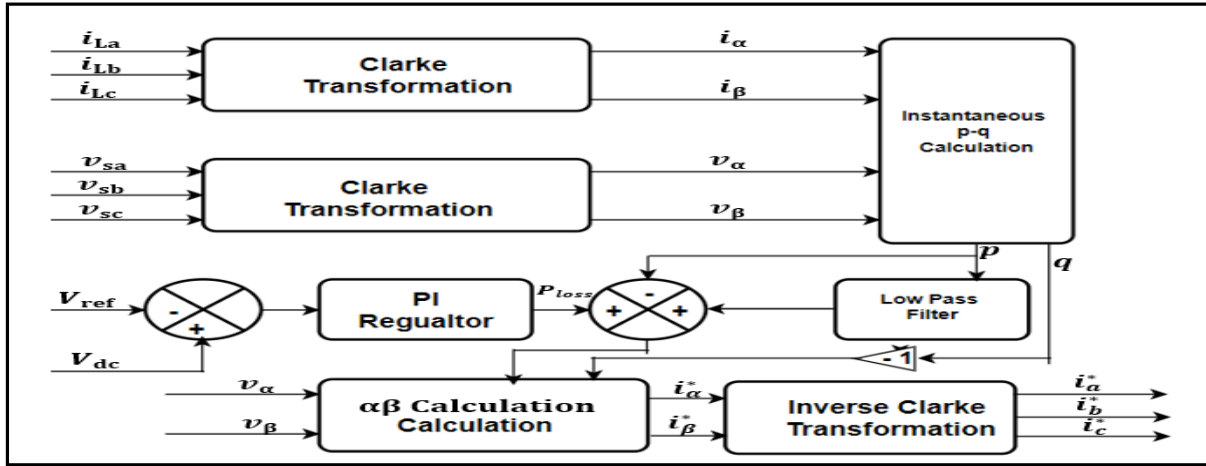 i_La
i_Lb
i_Lc
Clarke
Transformation
i_α
i_β
Instantaneous
p-q
Calculation
v_sa
v_sb
v_sc
Clarke
Transformation
v_α
v_β
p
q
V_ref
-
+
PI
Regualtor
P_loss
-
+
+
Low Pass
Filter
V_dc
- 1
v_α
v_β
αβ Calculation
Calculation
i*_α
i*_β
Inverse Clarke
Transformation
i*_a
i*_b
i*_c